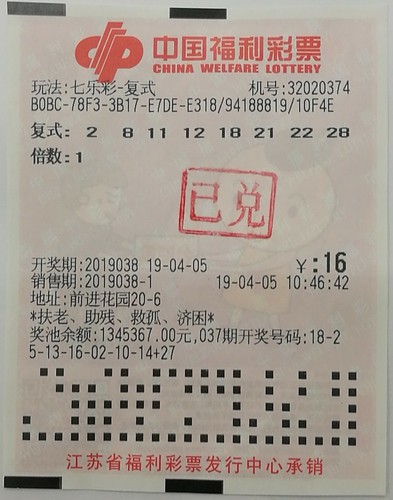 中国福利彩票
CHINA WELFARE LOTTERY
玩法:七乐彩-复式 机号:32020374
B0BC-78F3-3B17-E7DE-E318/94188819/10F4E
复式: 2 8 11 12 18 21 22 28
倍数:1
已兑
开奖期:2019038 19-04-05 ¥:16
销售期:2019038-1 19-04-05 10:46:42
地址:前进花园20-6
*扶老、助残、救孤、济困*
奖池余额:1345367.00元,037期开奖号码:18-2
5-13-16-02-10-14+27
江苏省福利彩票发行中心承销